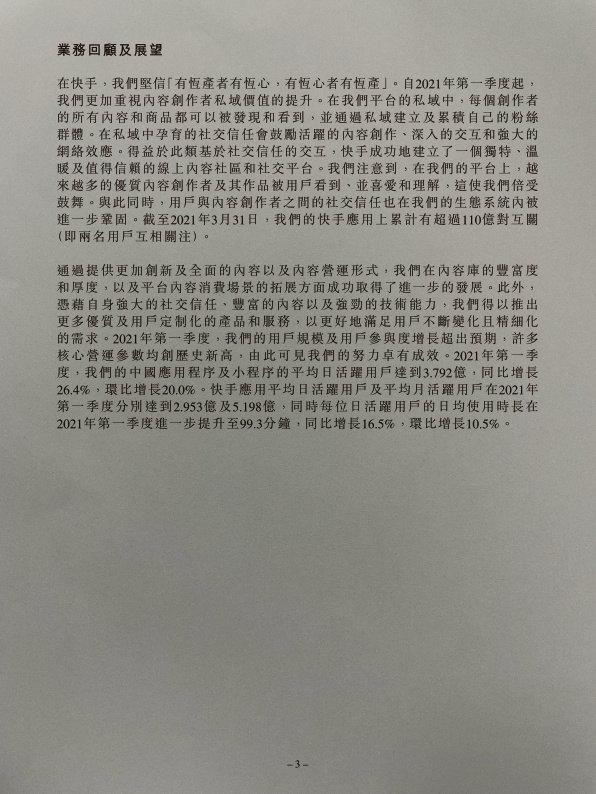 業務回顧及展望
在快手，我們堅信「有恆產者有恆心，有恆心者有恆產」。自2021年第一季度起，
我們更加重視內容創作者私域價值的提升。在我們平台的私域中，每個創作者
的所有內容和商品都可以被發現和看到，並通過私域建立及累積自己的粉絲
群體。在私域中孕育的社交信任會鼓勵活躍的內容創作、深入的交互和強大的
網絡效應。得益於此類基於社交信任的交互，快手成功地建立了一個獨特、溫
暖及值得信賴的線上內容社區和社交平台。我們注意到，在我們的平台上，越
來越多的優質內容創作者及其作品被用戶看到、並喜愛和理解，這使我們倍受
鼓舞。與此同時，用戶與內容創作者之間的社交信任也在我們的生態系統內被
進一步鞏固。截至2021年3月31日，我們的快手應用上累計有超過110億對互關
（即兩名用戶互相關注）。
通過提供更加創新及全面的內容以及內容營運形式，我們在內容庫的豐富度
和厚度，以及平台內容消費場景的拓展方面成功取得了進一步的發展。此外，
憑藉自身強大的社交信任、豐富的內容以及強勁的技術能力，我們得以推出
更多優質及用戶定制化的產品和服務，以更好地滿足用戶不斷變化且精細化
的需求。2021年第一季度，我們的用戶規模及用戶參與度增長超出預期，許多
核心營運參數均創歷史新高，由此可見我們的努力卓有成效。2021年第一季
度，我們的中國應用程序及小程序的平均日活躍用戶達到3.792億，同比增長
26.4%，環比增長20.0%。快手應用平均日活躍用戶及平均月活躍用戶在2021年
第一季度分別達到2.953億及5.198億，同時每位日活躍用戶的日均使用時長在
2021年第一季度進一步提升至99.3分鐘，同比增長16.5%，環比增長10.5%。
– 3 –